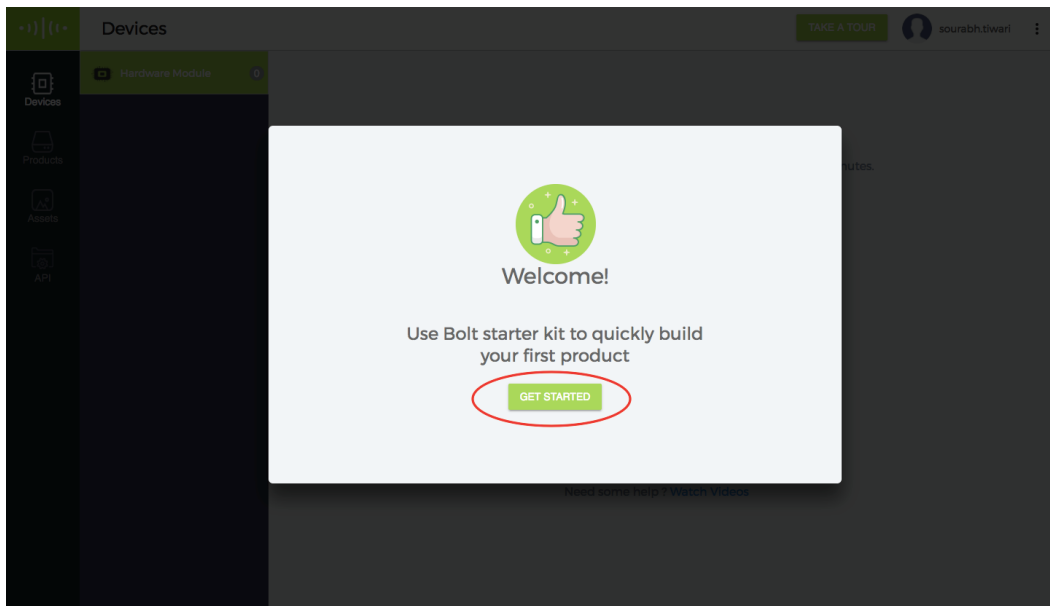 Devices
TAKE A TOUR
sourabh.tiwari
Hardware Module 0
Devices
Products
Assets
API
nutes.
Welcome!
Use Bolt starter kit to quickly build
your first product
GET STARTED
Need some help ? Watch Videos